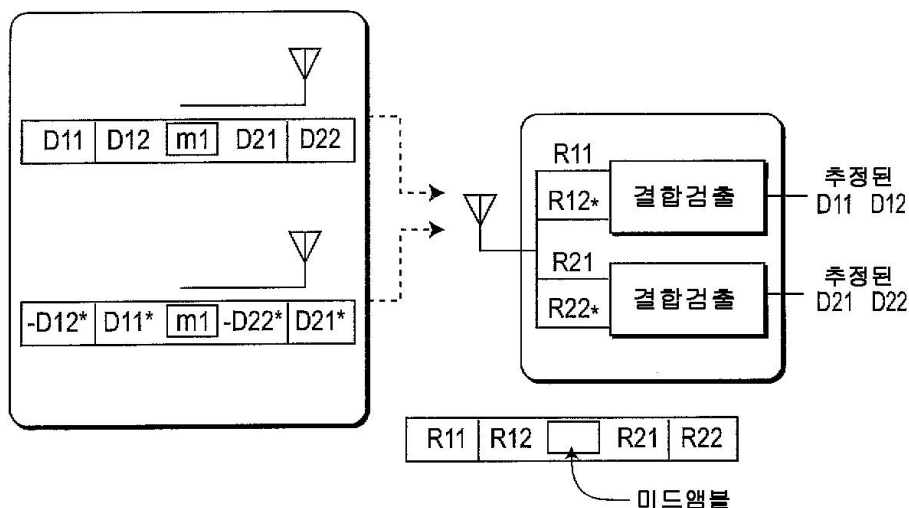 D11 D12 m1 D21 D22
-D12* D11* m1 -D22* D21*
R11
R12*
결합검출
추정된
D11 D12
R21
R22*
결합검출
추정된
D21 D22
R11 R12 R21 R22
미드앰블